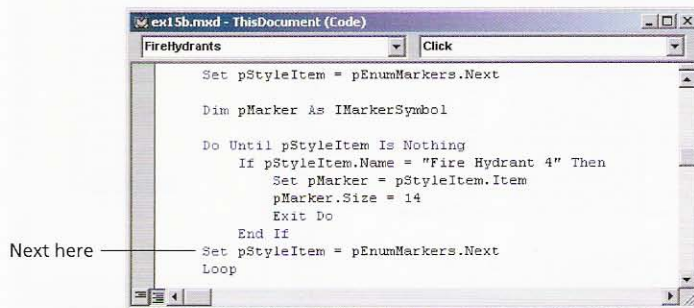 ex15b.mxd - ThisDocument (Code)
FireHydrants Click
Set pStyleItem = pEnumMarkers.Next
Dim pMarker As IMarkerSymbol
Do Until pStyleItem Is Nothing
If pStyleItem.Name = "Fire Hydrant 4" Then
Set pMarker = pStyleItem.Item
pMarker.Size = 14
Exit Do
End If
Next here
Set pStyleItem = pEnumMarkers.Next
Loop